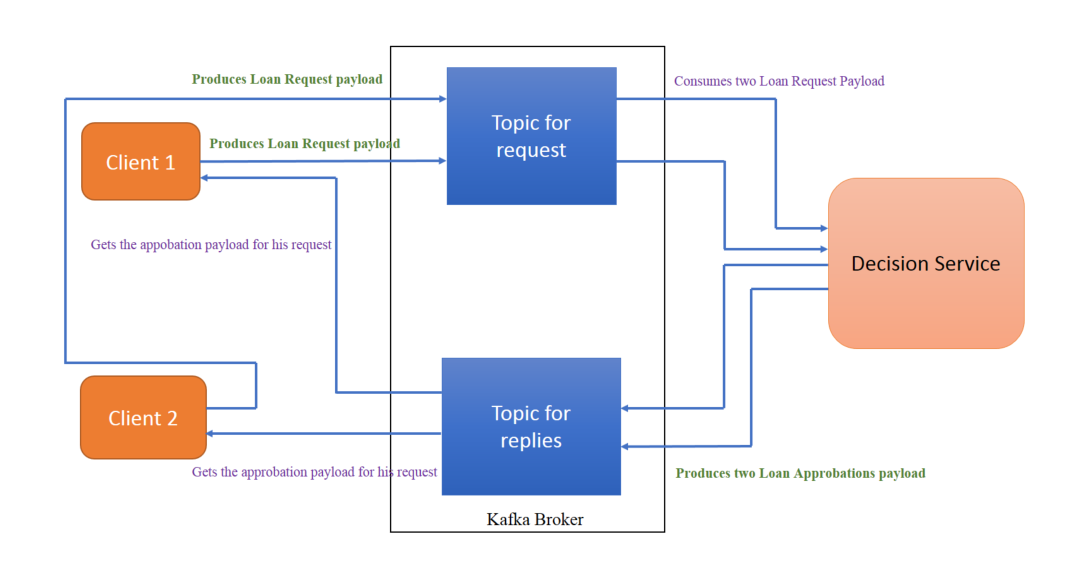 Produces Loan Request payload
Consumes two Loan Request Payload
Topic for
request
Produces Loan Request payload
Client 1
Gets the appobation payload for his request
Decision Service
Client 2
Topic for
replies
Gets the approbation payload for his request
Produces two Loan Approbations payload
Kafka Broker